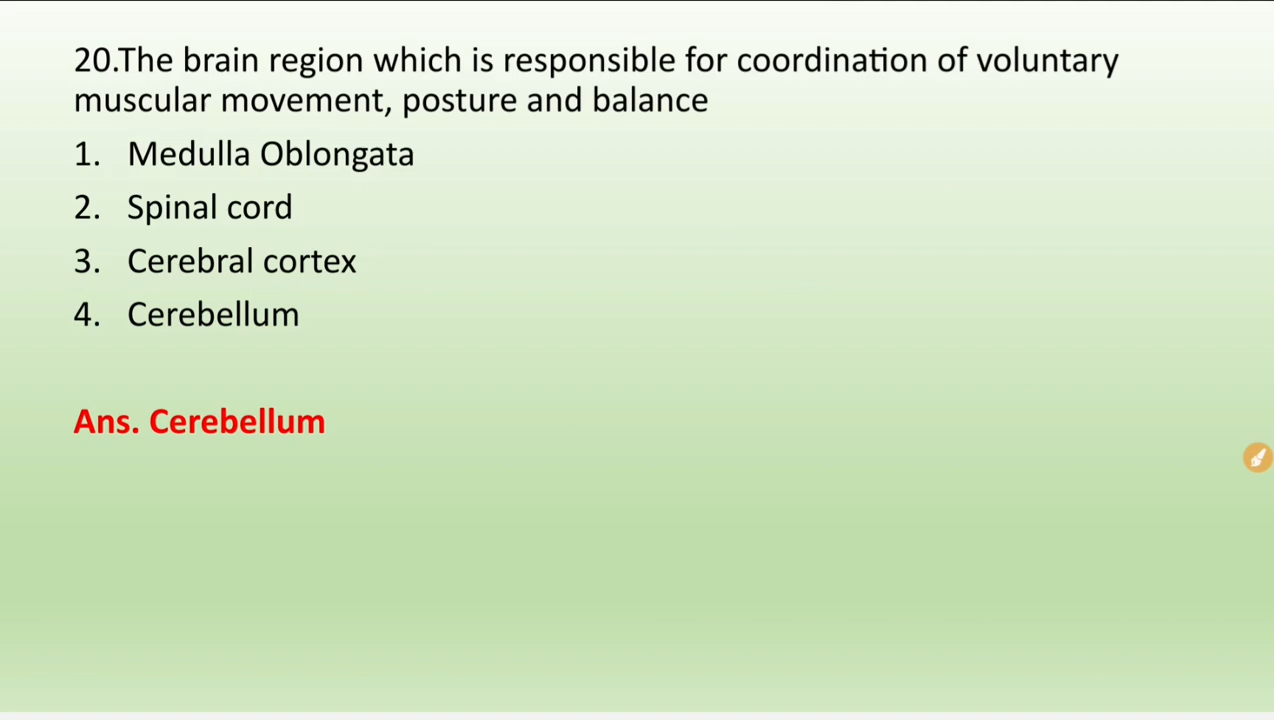 20.The brain region which is responsible for coordination of voluntary
muscular movement, posture and balance
1. Medulla Oblongata
2. Spinal cord
3. Cerebral cortex
4. Cerebellum
Ans. Cerebellum